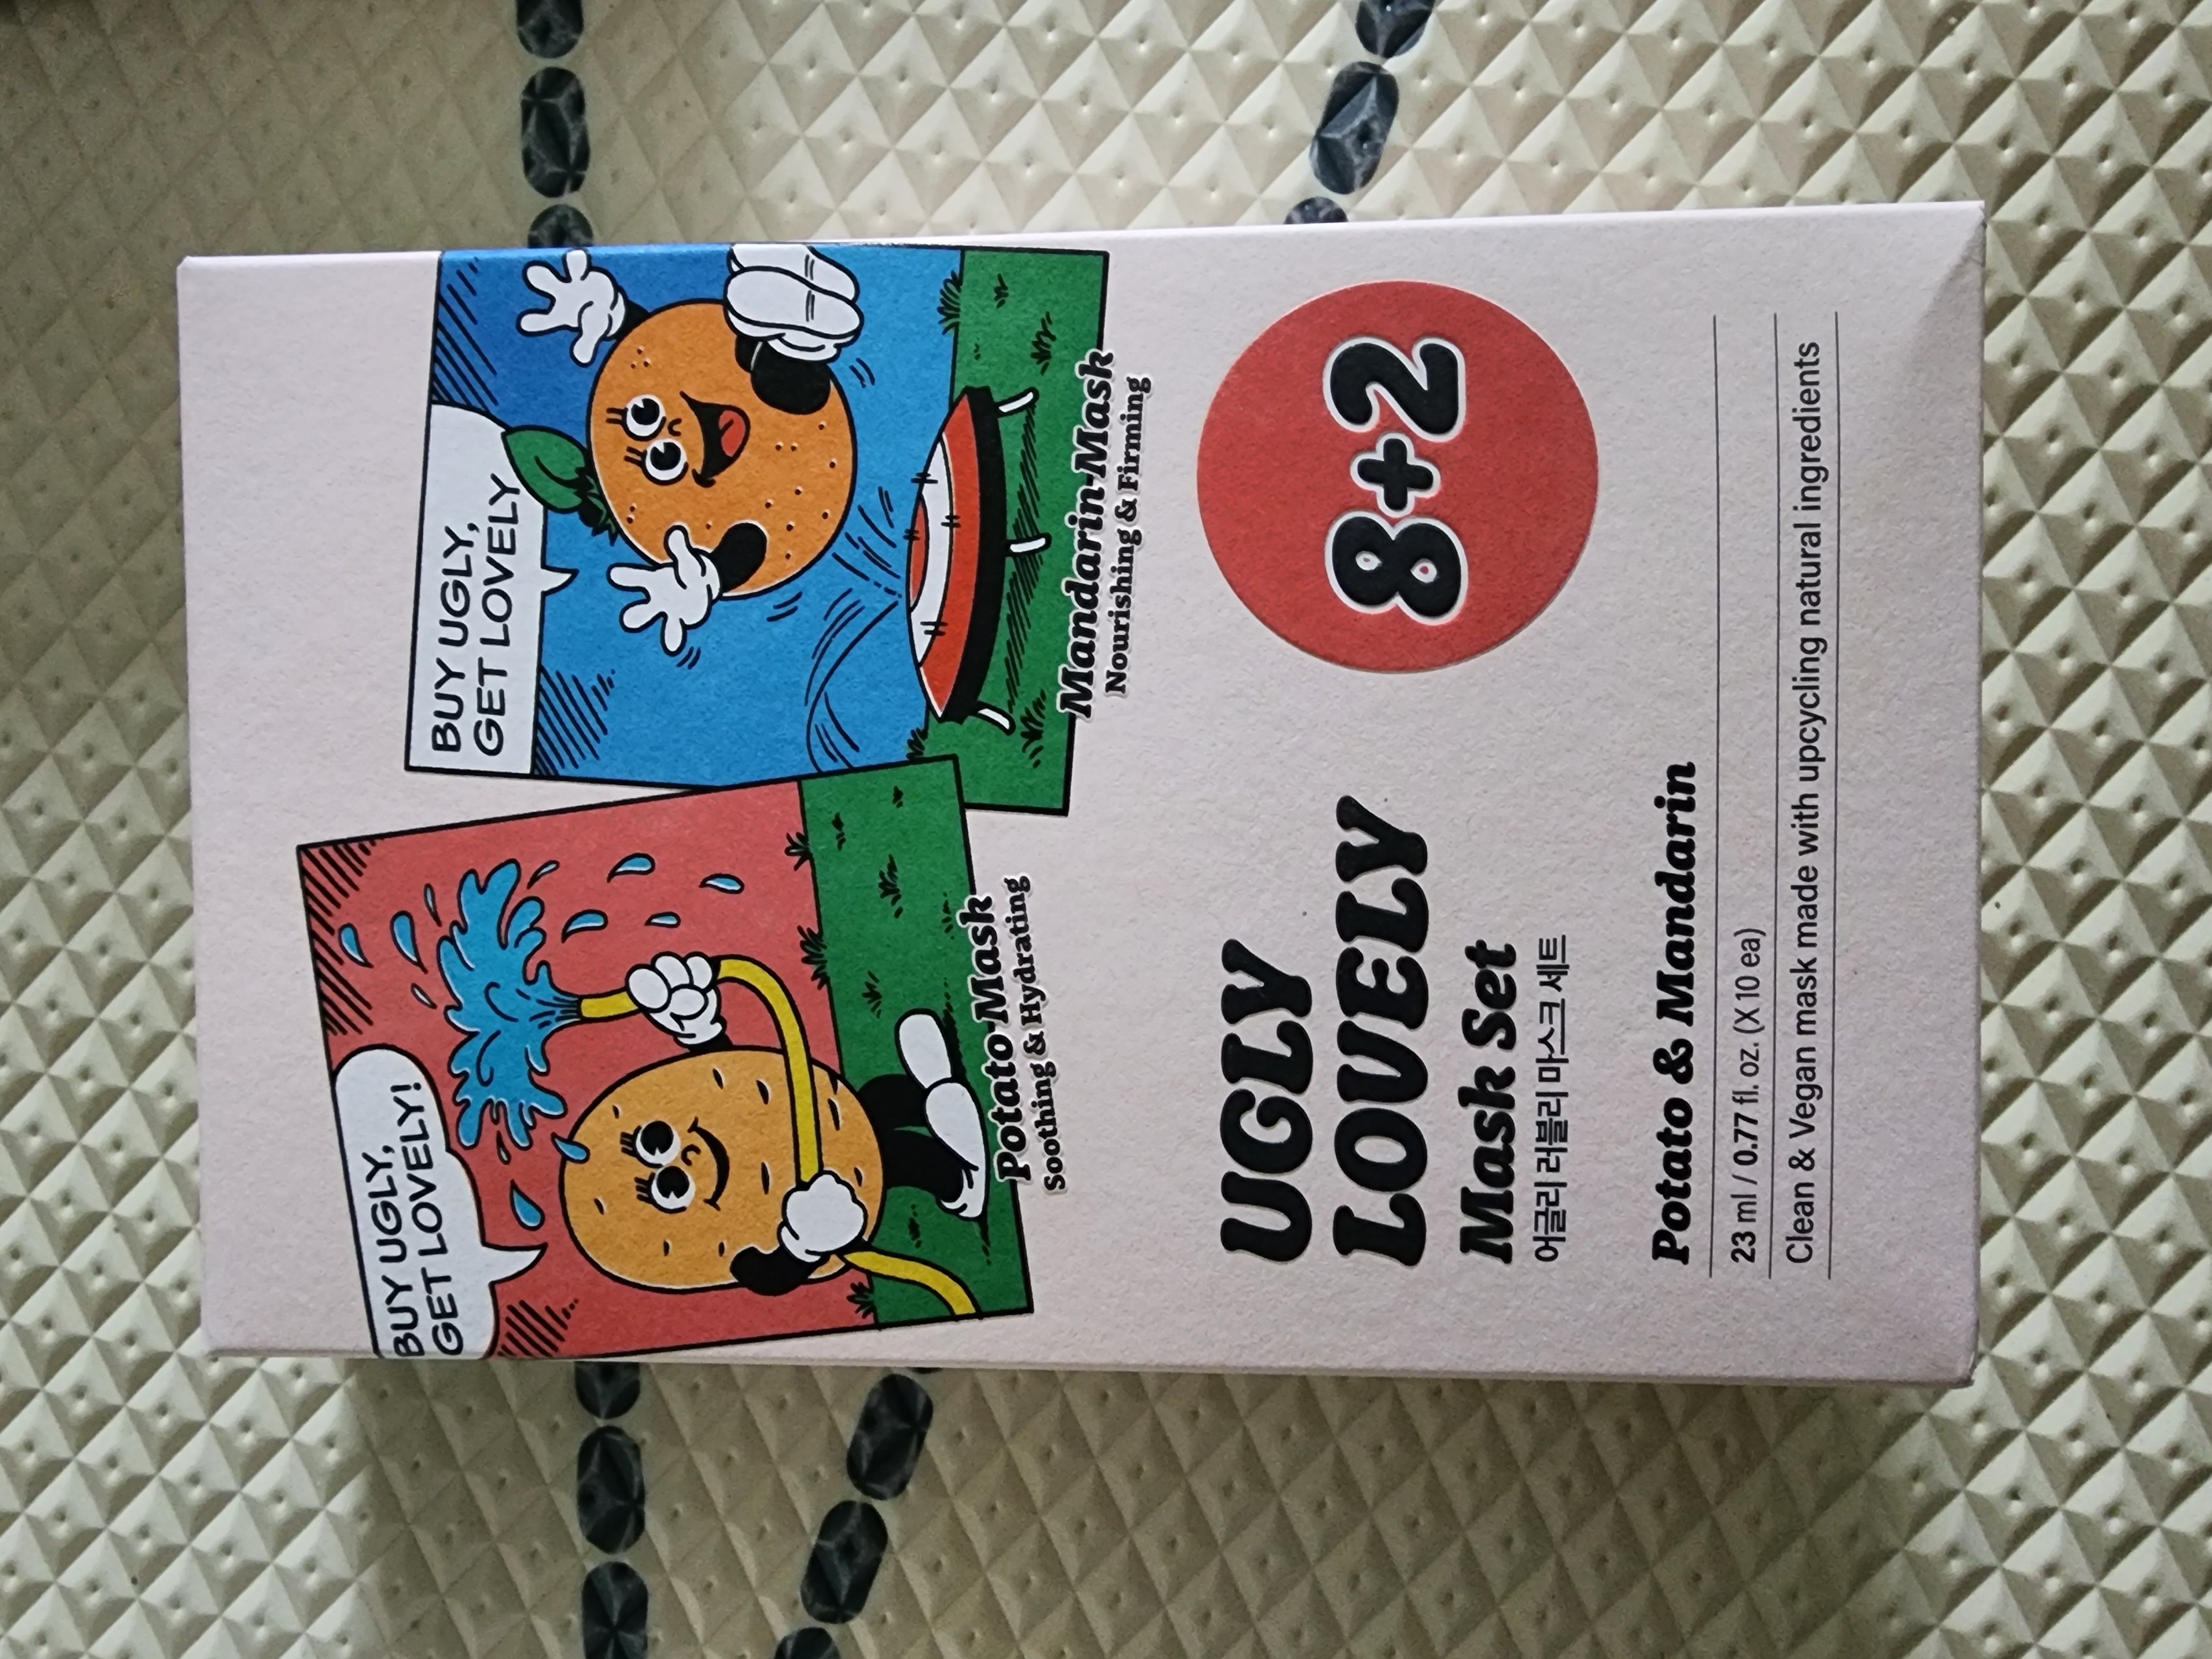 BUY UGLY,
GET LOVELY!
Potato Mask
Soothing & Hydrating
BUY UGLY,
GET LOVELY
Mandarin Mask
Nourishing & Firming
UGLY
LOVELY
Mask Set
어글리 러블리 마스크 세트
8+2
Potato & Mandarin
23 ml / 0.77 fl. oz. (X 10 ea)
Clean & Vegan mask made with upcycling natural ingredients